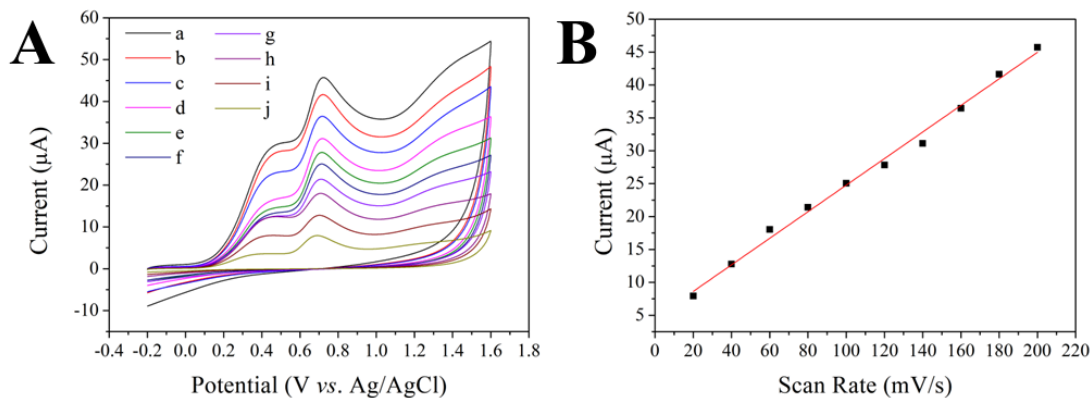 A
60
50
40
30
20
10
0
-10
Current (μA)
a
b
c
d
e
f
g
h
i
j
-0.4 -0.2 0.0 0.2 0.4 0.6 0.8 1.0 1.2 1.4 1.6 1.8
Potential (V vs. Ag/AgCl)
B
50
45
40
35
30
25
20
15
10
5
Current (μA)
0 20 40 60 80 100 120 140 160 180 200 220
Scan Rate (mV/s)